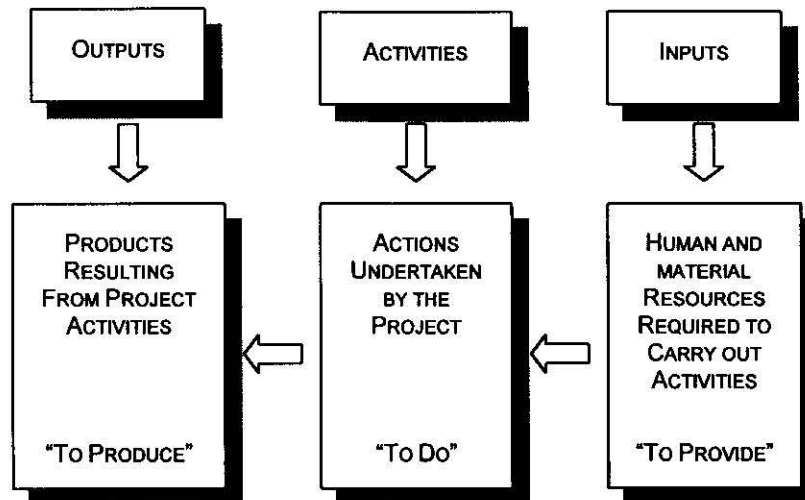 OUTPUTS
ACTIVITIES
INPUTS
PRODUCTS
RESULTING
FROM PROJECT
ACTIVITIES
"TO PRODUCE"
ACTIONS
UNDERTAKEN
BY THE
PROJECT
"TO DO"
HUMAN AND
MATERIAL
RESOURCES
REQUIRED TO
CARRY OUT
ACTIVITIES
"TO PROVIDE"